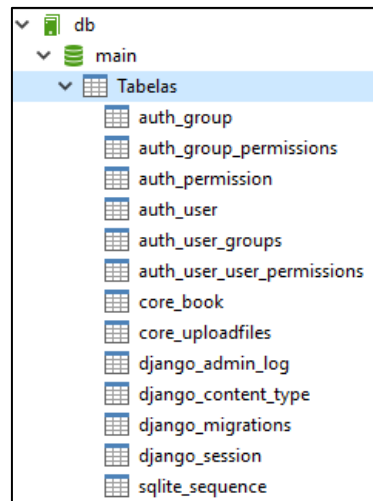 db
main
Tabelas
auth_group
auth_group_permissions
auth_permission
auth_user
auth_user_groups
auth_user_user_permissions
core_book
core_uploadfiles
django_admin_log
django_content_type
django_migrations
django_session
sqlite_sequence